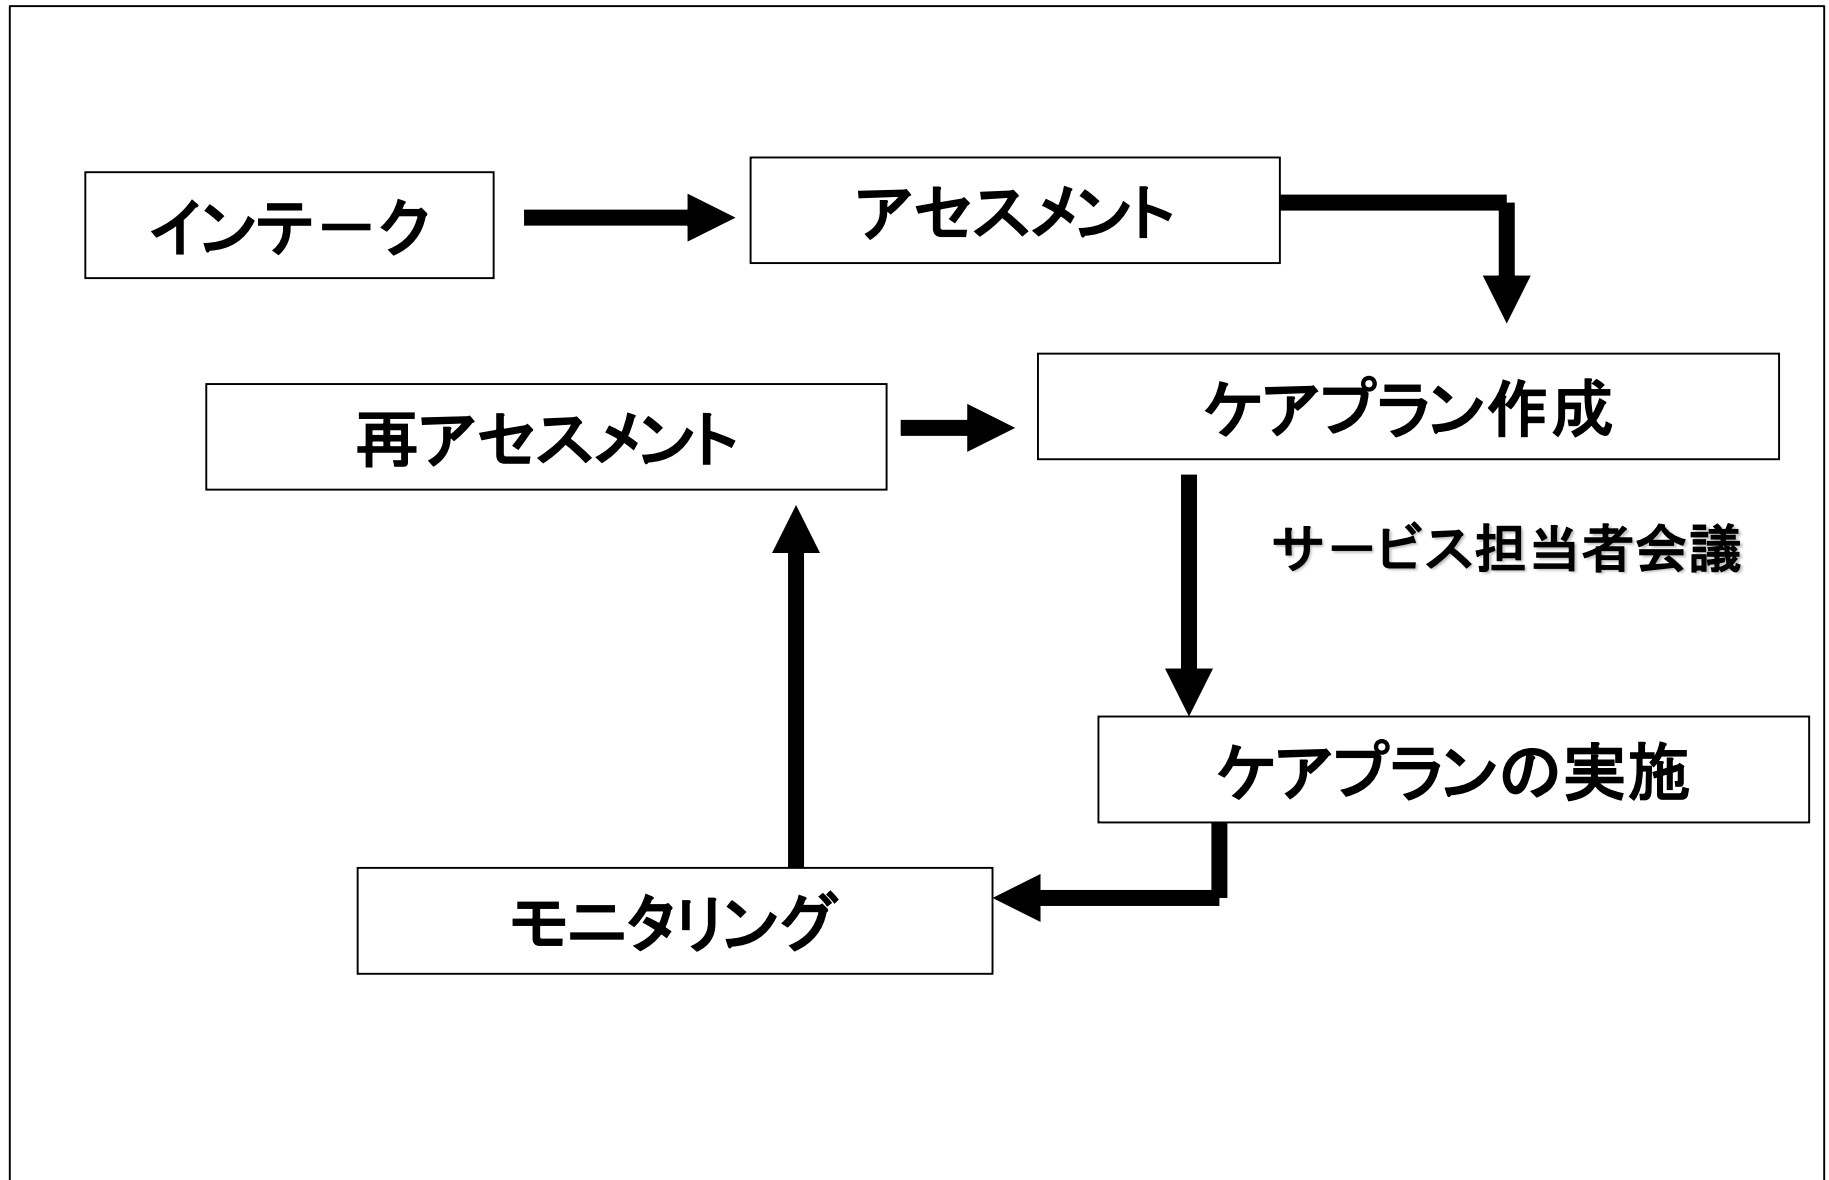 インテーク
アセスメント
再アセスメント
ケアプラン作成
サービス担当者会議
ケアプランの実施
モニタリング